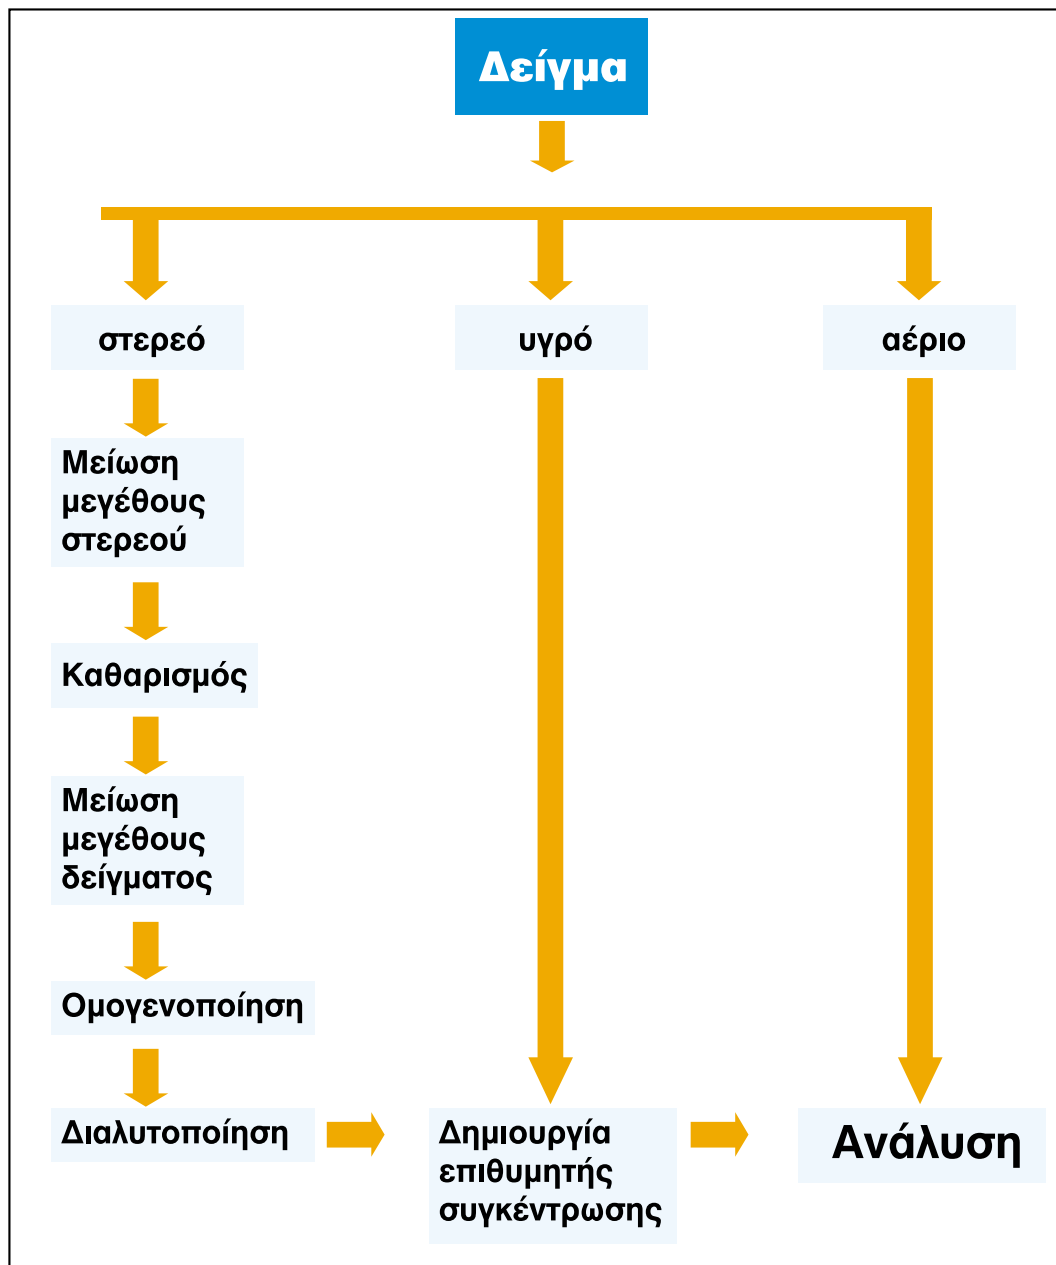 Δείγμα
στερεό
υγρό
αέριο
Μείωση
μεγέθους
στερεού
Καθαρισμός
Μείωση
μεγέθους
δείγματος
Ομογενοποίηση
Διαλυτοποίηση
Δημιουργία
επιθυμητής
συγκέντρωσης
Ανάλυση